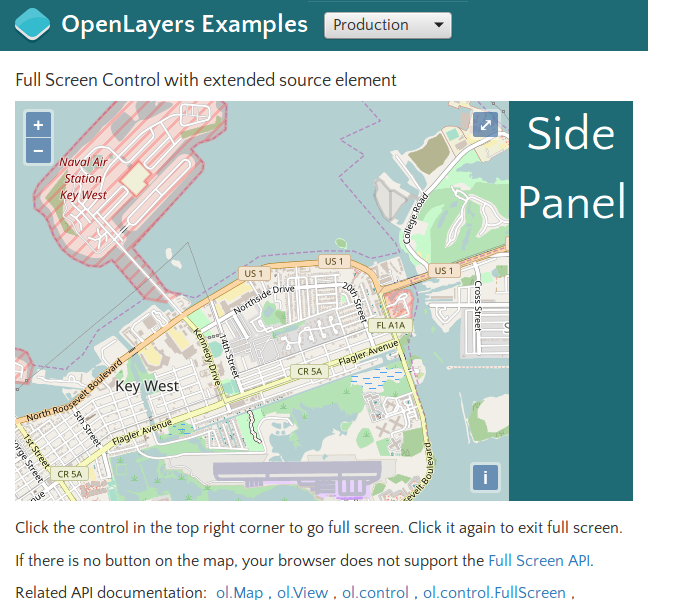 OpenLayers Examples
Production
Full Screen Control with extended source element
+
−
Naval Air
Station
Key West
College Road
Side
Panel
US 1
US 1
US 1
Northside Drive
20th Street
Cross Street
FL A1A
Kennedy Drive
14th Street
Flagler Avenue
CR 5A
Key West
North Roosevelt Boulevard
5th Street
Flagler Avenue
1st Street
CR 5A
i
Click the control in the top right corner to go full screen. Click it again to exit full screen.
If there is no button on the map, your browser does not support the Full Screen API.
Related API documentation: ol.Map , ol.View , ol.control , ol.control.FullScreen ,